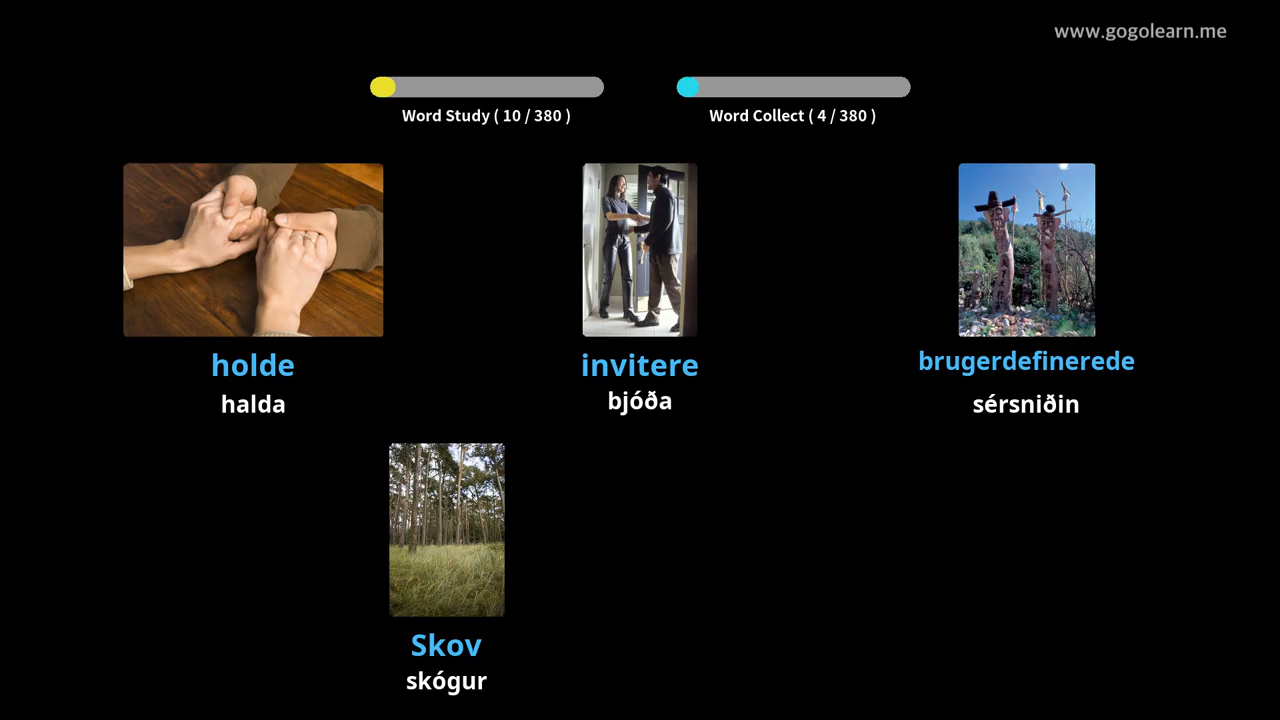 www.gogolearn.me
Word Study ( 10 / 380 )
Word Collect ( 4 / 380 )
holde
halda
invitere
bjóða
brugerdefinerede
sérsniðin
Skov
skógur